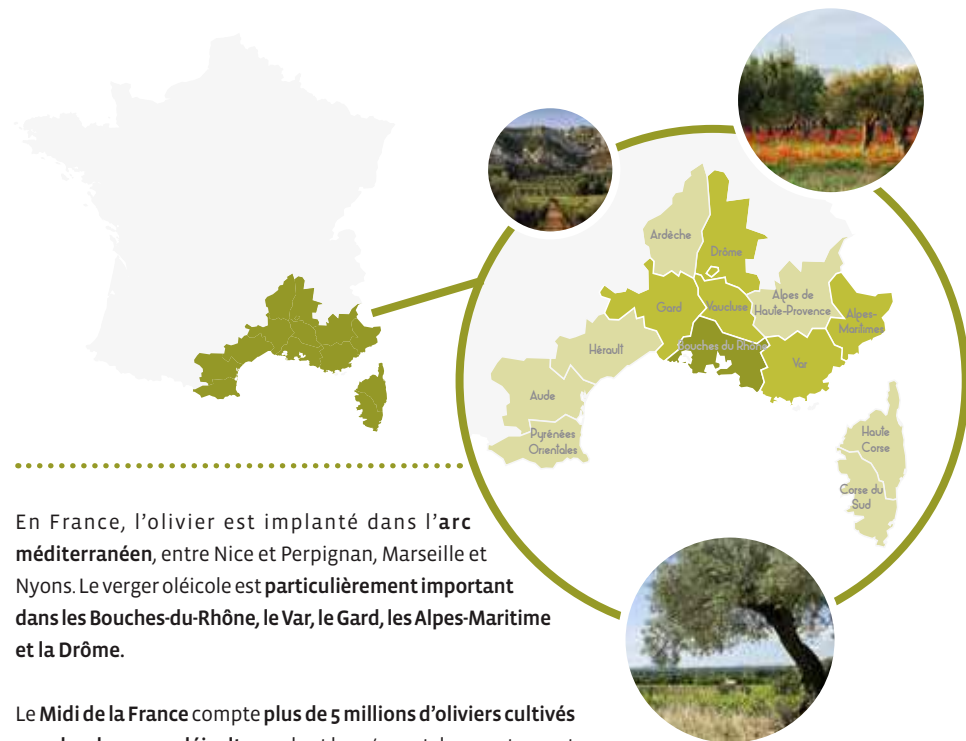 Ardèche
Drôme
Gard
Vaucluse
Alpes de
Haute-Provence
Alpes-
Maritimes
Bouches du Rhône
Var
Hérault
Aude
Pyrénées
Orientales
Haute
Corse
Corse du
Sud
En France, l’olivier est implanté dans l’arc
méditerranéen, entre Nice et Perpignan, Marseille et
Nyons. Le verger oléicole est particulièrement important
dans les Bouches-du-Rhône, le Var, le Gard, les Alpes-Maritime
et la Drôme.
Le Midi de la France compte plus de 5 millions d’oliviers cultivés